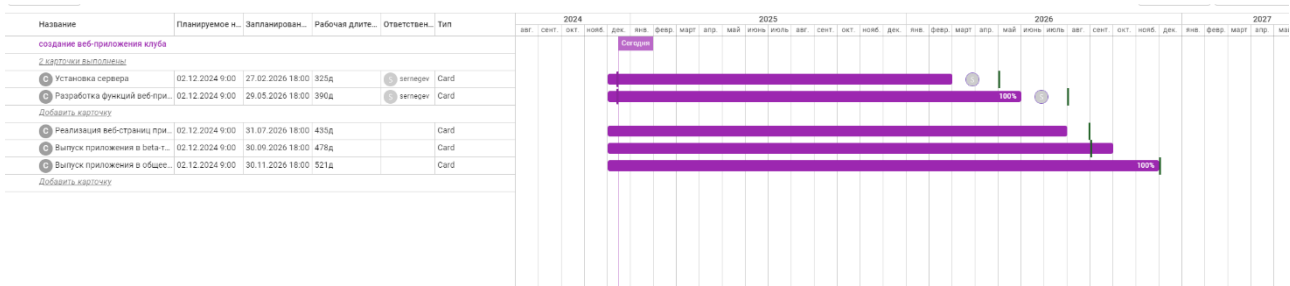 Название Планируемое н... Запланирован... Рабочая длите... Ответствен... Тип
2024 2025 2026 2027
авг. сент. окт. нояб. дек. янв. февр. март апр. май июнь июль авг. сент. окт. нояб. дек. янв. февр. март апр. май июнь июль авг. сент. окт. нояб. дек. янв. февр. март апр. ма
создание веб-приложения клуба
Сегодня
2 карточки выполнены
C Установка сервера 02.12.2024 9:00 27.02.2026 18:00 325д S sernegev Card S
C Разработка функций веб-при... 02.12.2024 9:00 29.05.2026 18:00 390д S sernegev Card 100% S
Добавить карточку
C Реализация веб-страниц при... 02.12.2024 9:00 31.07.2026 18:00 435д Card
C Выпуск приложения в beta-т... 02.12.2024 9:00 30.09.2026 18:00 478д Card
C Выпуск приложения в общее... 02.12.2024 9:00 30.11.2026 18:00 521д Card 100%
Добавить карточку